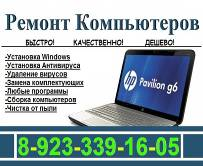 Ремонт Компьютеров
БЫСТРО! КАЧЕСТВЕННО! ДЕШЕВО!
-Установка Windows
-Установка Антивируса
-Удаление вирусов
-Замена комплектующих
-Любые программы
-Сборка компьютеров
-Чистка от пыли
hp Pavilion g6
8-923-339-16-05